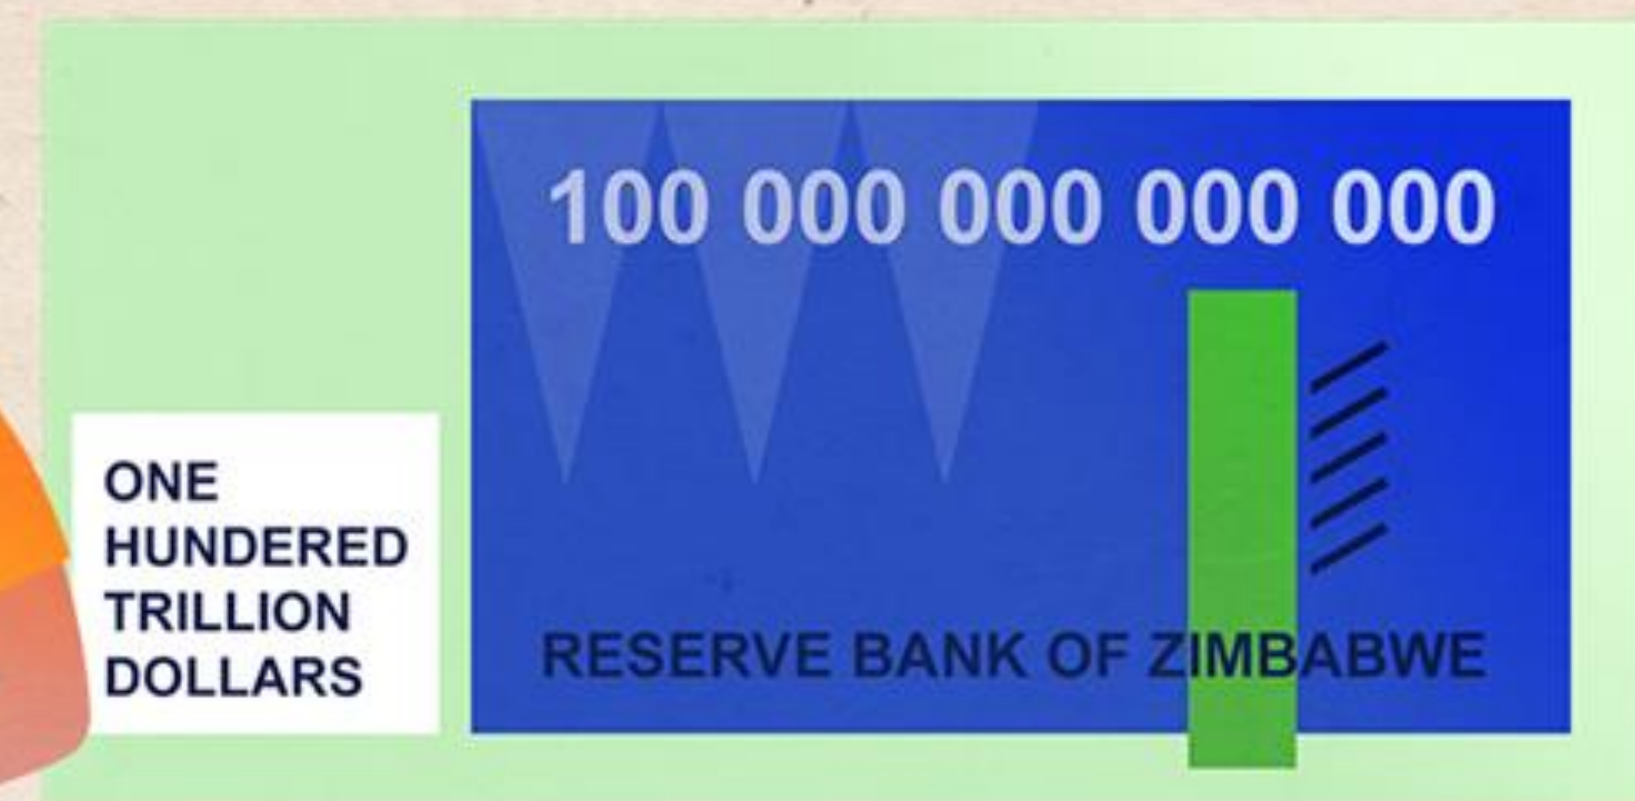 100 000 000 000 000
ONE
HUNDERED
TRILLION
DOLLARS
RESERVE BANK OF ZIMBABWE